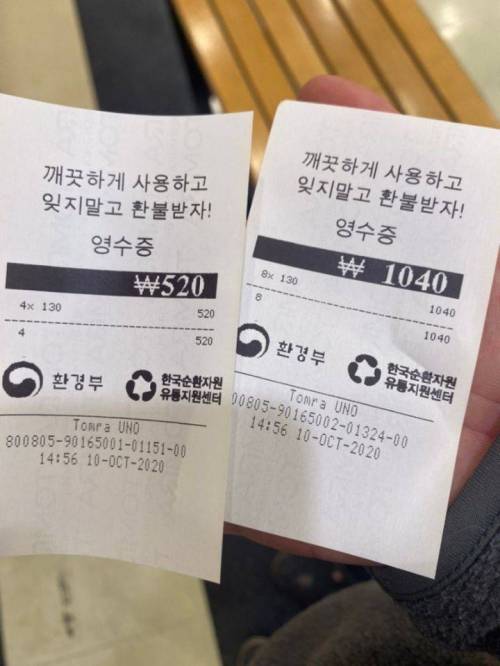 깨끗하게 사용하고
잊지말고 환불받자!
영수증
₩520
4× 130 520
4 520
환경부 한국순환자원
유통지원센터
Tomra UNO
800805-90165001-01151-00
14:56 10-OCT-2020
깨끗하게 사용하고
잊지말고 환불받자!
영수증
₩ 1040
8× 130 1040
8 1040
환경부 한국순환자원
유통지원센터
Tomra UNO
00805-90165002-01324-00
14:56 10-OCT-2020